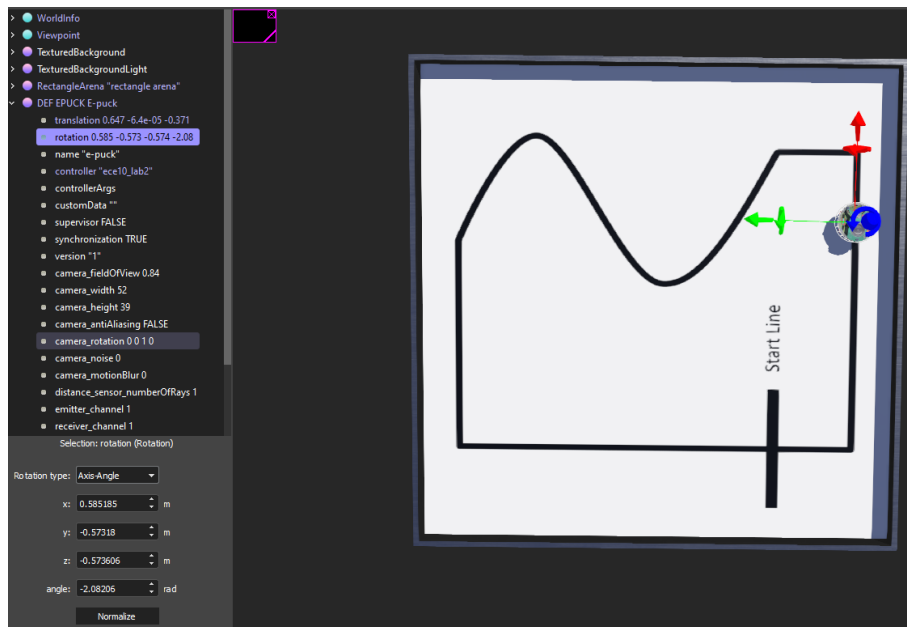 WorldInfo
Viewpoint
TexturedBackground
TexturedBackgroundLight
RectangleArena "rectangle arena"
DEF EPUCK E-puck
translation 0.647 -6.4e-05 -0.371
rotation 0.585 -0.573 -0.574 -2.08
name "e-puck"
controller "ece10_lab2"
controllerArgs
customData ""
supervisor FALSE
synchronization TRUE
version "1"
camera_fieldOfView 0.84
camera_width 52
camera_height 39
camera_antiAliasing FALSE
camera_rotation 0 0 1 0
camera_noise 0
camera_motionBlur 0
distance_sensor_numberOfRays 1
emitter_channel 1
receiver_channel 1
Selection: rotation (Rotation)
Rotation type: Axis-Angle
x: 0.585185 m
y: -0.57318 m
z: -0.573606 m
angle: -2.08206 rad
Normalize
Start Line